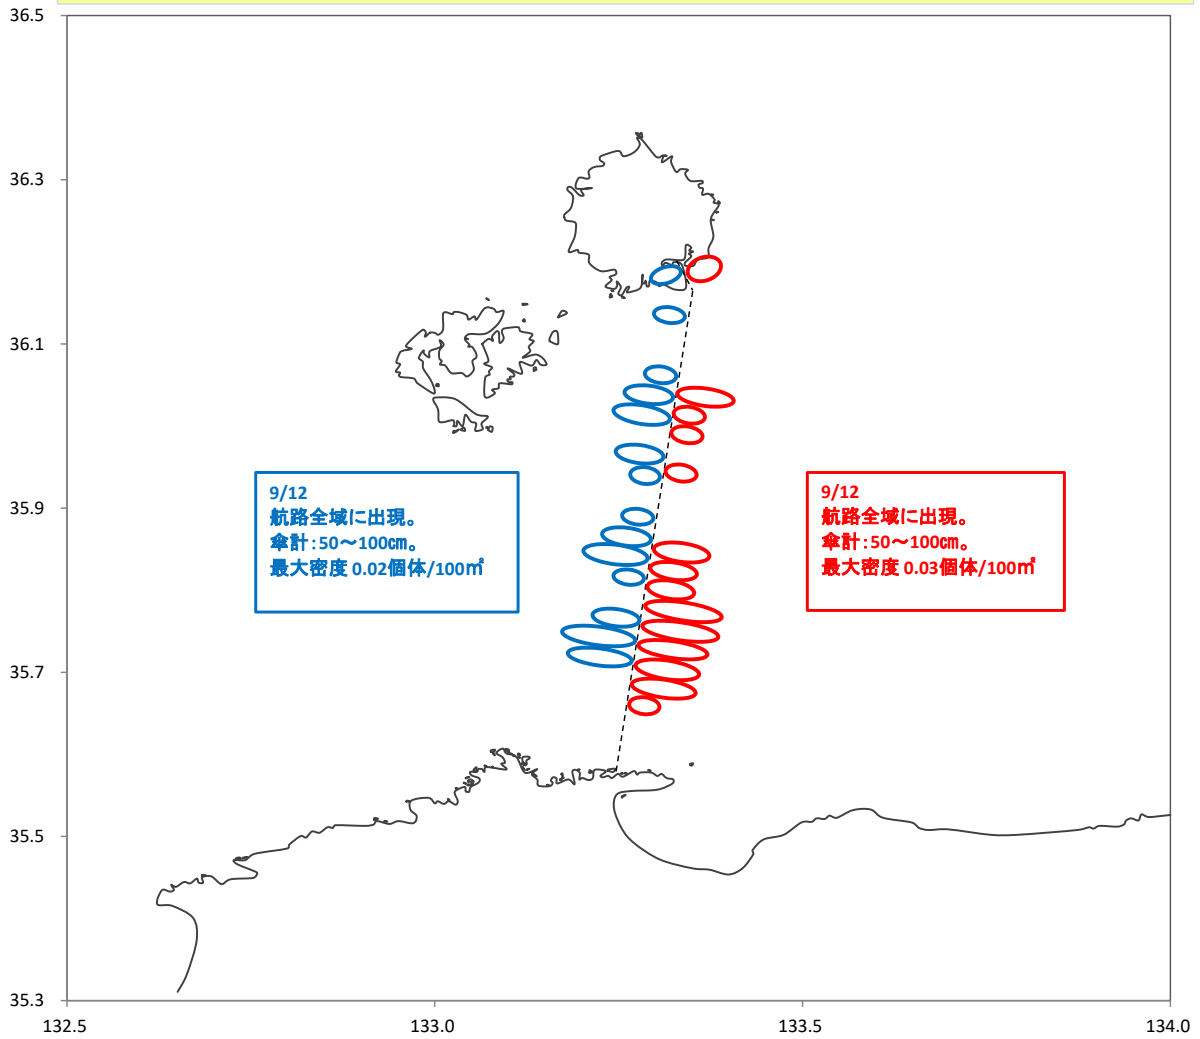 36.5
36.3
36.1
35.9
35.7
35.5
35.3
132.5
133.0
133.5
134.0
9/12
航路全域に出現。
傘計:50～100㎝。
最大密度 0.02個体/100㎡
9/12
航路全域に出現。
傘計:50～100㎝。
最大密度 0.03個体/100㎡